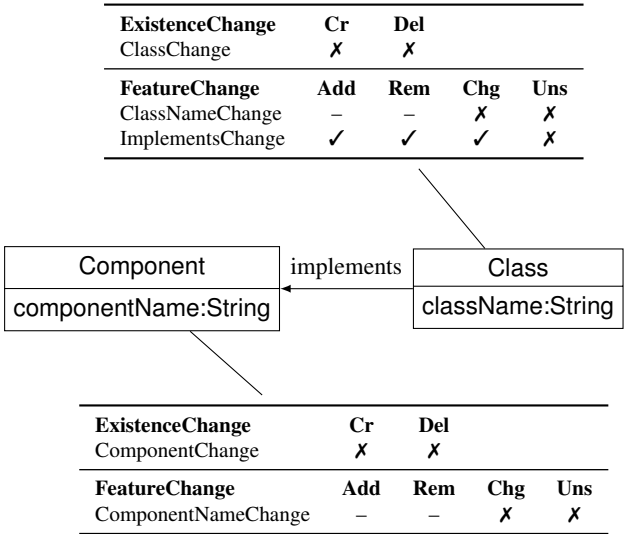 ExistenceChange Cr Del
ClassChange ✗ ✗
FeatureChange Add Rem Chg Uns
ClassNameChange – – ✗ ✗
ImplementsChange ✓ ✓ ✓ ✗
Component implements Class
componentName:String className:String
ExistenceChange Cr Del
ComponentChange ✗ ✗
FeatureChange Add Rem Chg Uns
ComponentNameChange – – ✗ ✗